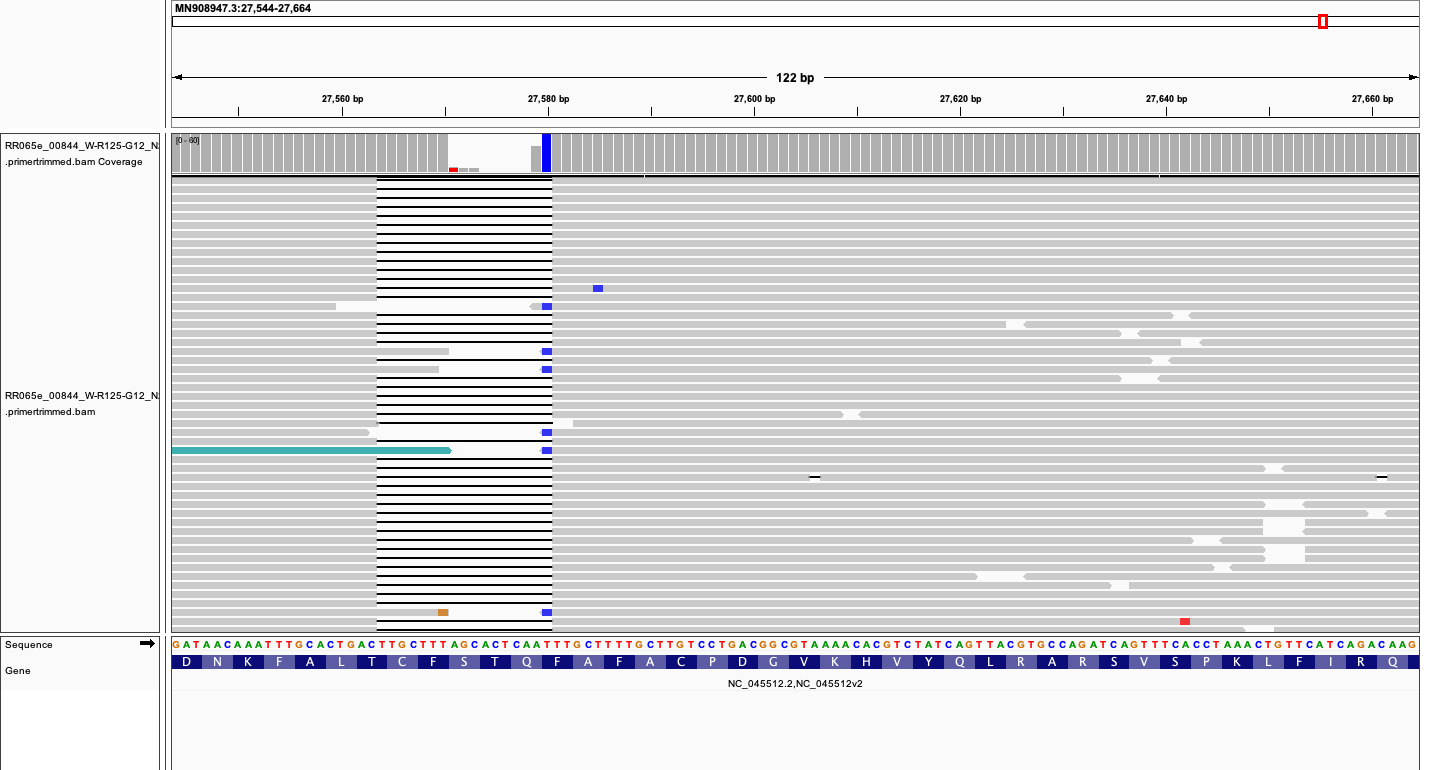 MN908947.3:27,544-27,664
122 bp
27,560 bp 27,580 bp 27,600 bp 27,620 bp 27,640 bp 27,660 bp
[0 - 60]
RR065e_00844_W-R125-G12_N
.primertrimmed.bam Coverage
RR065e_00844_W-R125-G12_N
.primertrimmed.bam
Sequence
GATAACAAATTTGCACTGACTTGCTTTAGCACTCAATTTGCTTTTGCTTGTCCTGACGGCGTAAAACACGTCTATCAGTTACGTGCCAGATCAGTTTCACCTAAACTGTTCATCAGACAAG
Gene
D N K F A L T C F S T Q F A F A C P D G V K H V Y Q L R A R S V S P K L F I R Q
NC_045512.2,NC_045512v2